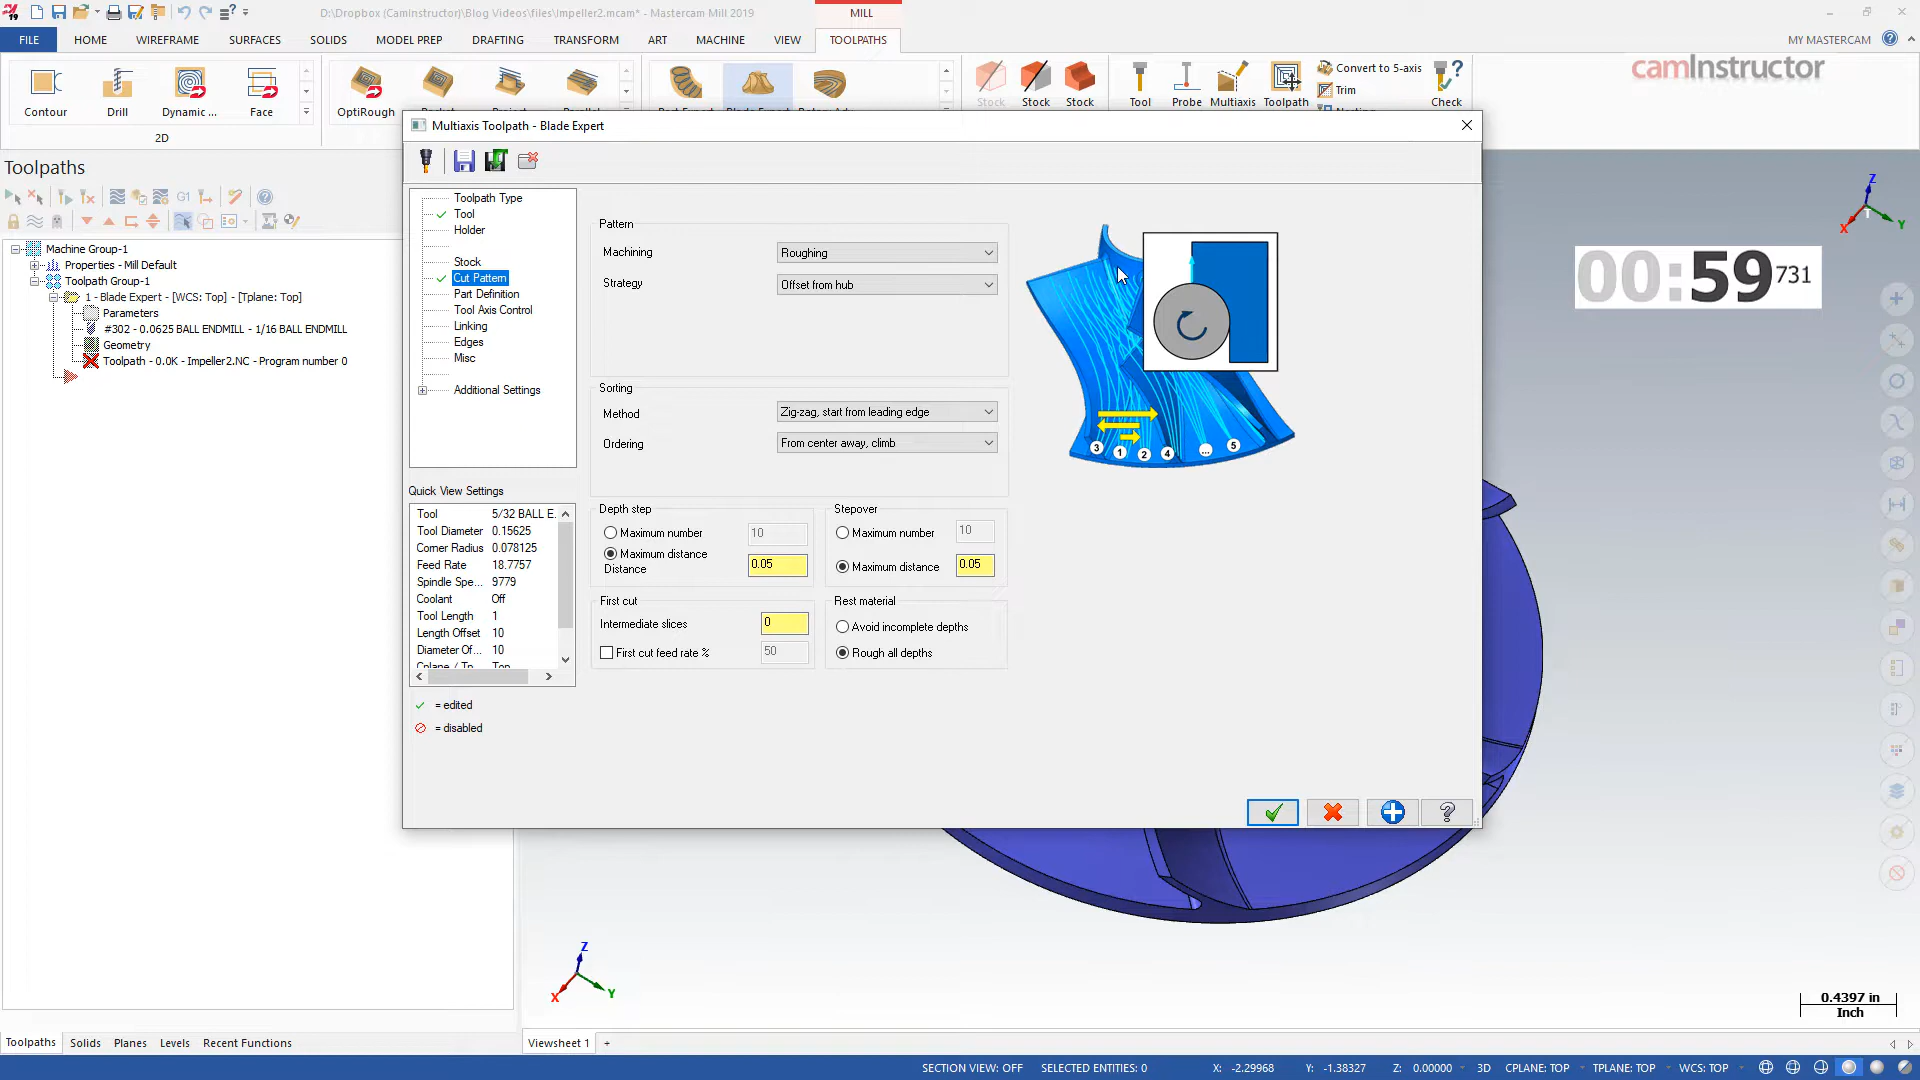 D:\Dropbox (CamInstructor)\Blog Videos\files\Impeller2.mcam* - Mastercam Mill 2019
MILL
FILE
HOME
WIREFRAME
SURFACES
SOLIDS
MODEL PREP
DRAFTING
TRANSFORM
ART
MACHINE
VIEW
TOOLPATHS
MY MASTERCAM
Contour
Drill
Dynamic ...
Face
OptiRough
Stock
Stock
Stock
Tool
Probe
Multiaxis
Toolpath
Convert to 5-axis
Trim
Check
2D
camInstructor
Multiaxis Toolpath - Blade Expert
Toolpaths
G1
Machine Group-1
Properties - Mill Default
Toolpath Group-1
1 - Blade Expert - [WCS: Top] - [Tplane: Top]
Parameters
#302 - 0.0625 BALL ENDMILL - 1/16 BALL ENDMILL
Geometry
Toolpath - 0.0K - Impeller2.NC - Program number 0
Toolpath Type
Tool
Holder
Stock
Cut Pattern
Part Definition
Tool Axis Control
Linking
Edges
Misc
Additional Settings
Pattern
Machining
Roughing
Strategy
Offset from hub
Sorting
Method
Zig-zag, start from leading edge
Ordering
From center away, climb
3
1
2
4
...
5
00:59 731
Quick View Settings
Tool 5/32 BALL E.
Tool Diameter 0.15625
Corner Radius 0.078125
Feed Rate 18.7757
Spindle Spe... 9779
Coolant Off
Tool Length 1
Length Offset 10
Diameter Of... 10
Cplane / Tp... Top
= edited
= disabled
Depth step
Maximum number
10
Maximum distance
Distance
0.05
Stepover
Maximum number
10
Maximum distance
0.05
First cut
Intermediate slices
0
First cut feed rate %
50
Rest material
Avoid incomplete depths
Rough all depths
Z
X
Y
T
Z
X
Y
0.4397 in
Inch
Toolpaths
Solids
Planes
Levels
Recent Functions
Viewsheet 1
+
SECTION VIEW: OFF
SELECTED ENTITIES: 0
X: -2.29968
Y: -1.38327
Z: 0.00000
3D
CPLANE: TOP
TPLANE: TOP
WCS: TOP